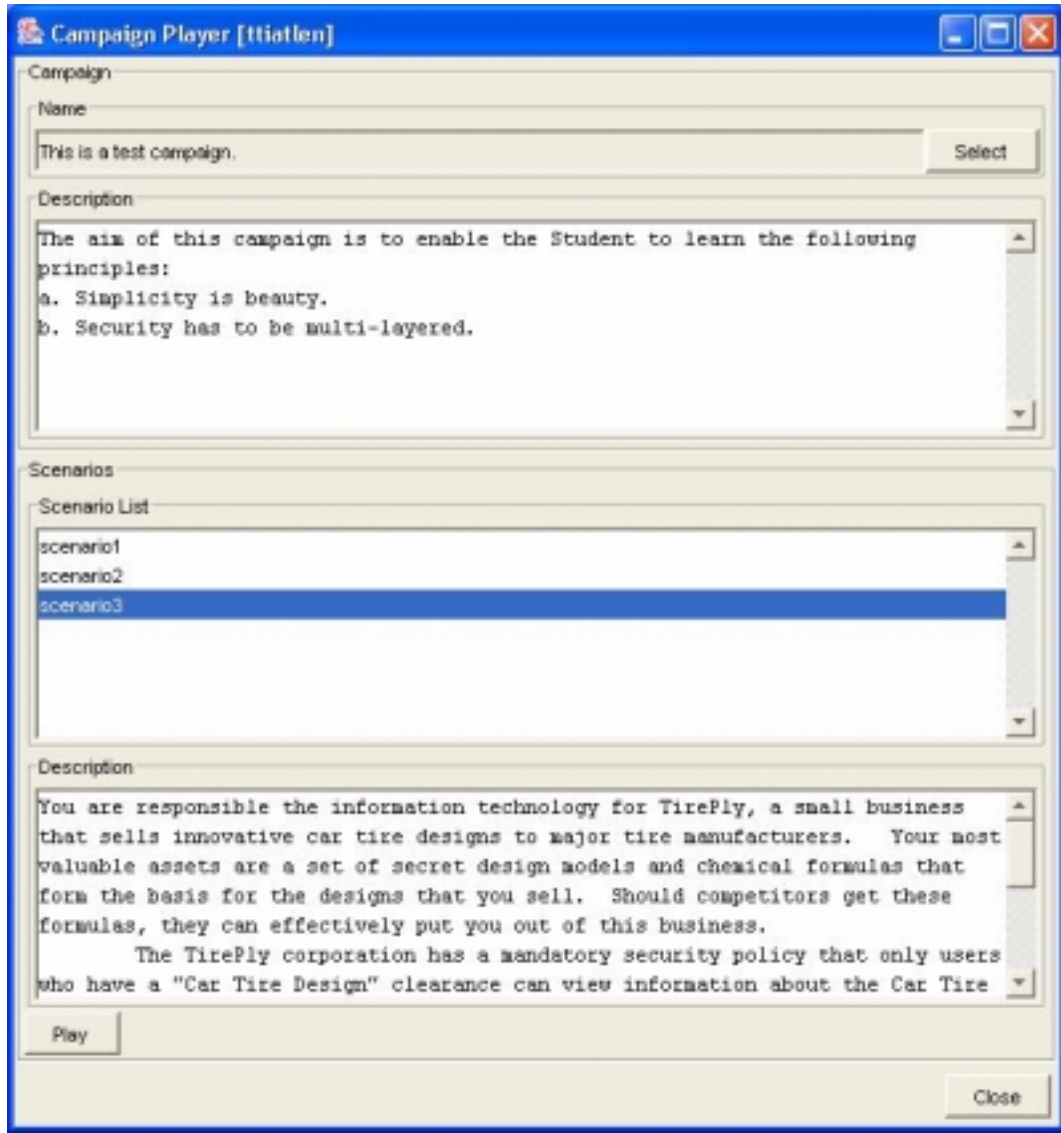 Campaign Player [ttiatlen]
Campaign
Name
This is a test campaign.
Select
Description
The aim of this campaign is to enable the Student to learn the following
principles:
a. Simplicity is beauty.
b. Security has to be multi-layered.
Scenarios
Scenario List
scenario1
scenario2
scenario3
Description
You are responsible the information technology for TirePly, a small business
that sells innovative car tire designs to major tire manufacturers.   Your most
valuable assets are a set of secret design models and chemical formulas that
form the basis for the designs that you sell.  Should competitors get these
formulas, they can effectively put you out of this business.
The TirePly corporation has a mandatory security policy that only users
who have a "Car Tire Design" clearance can view information about the Car Tire
Play
Close